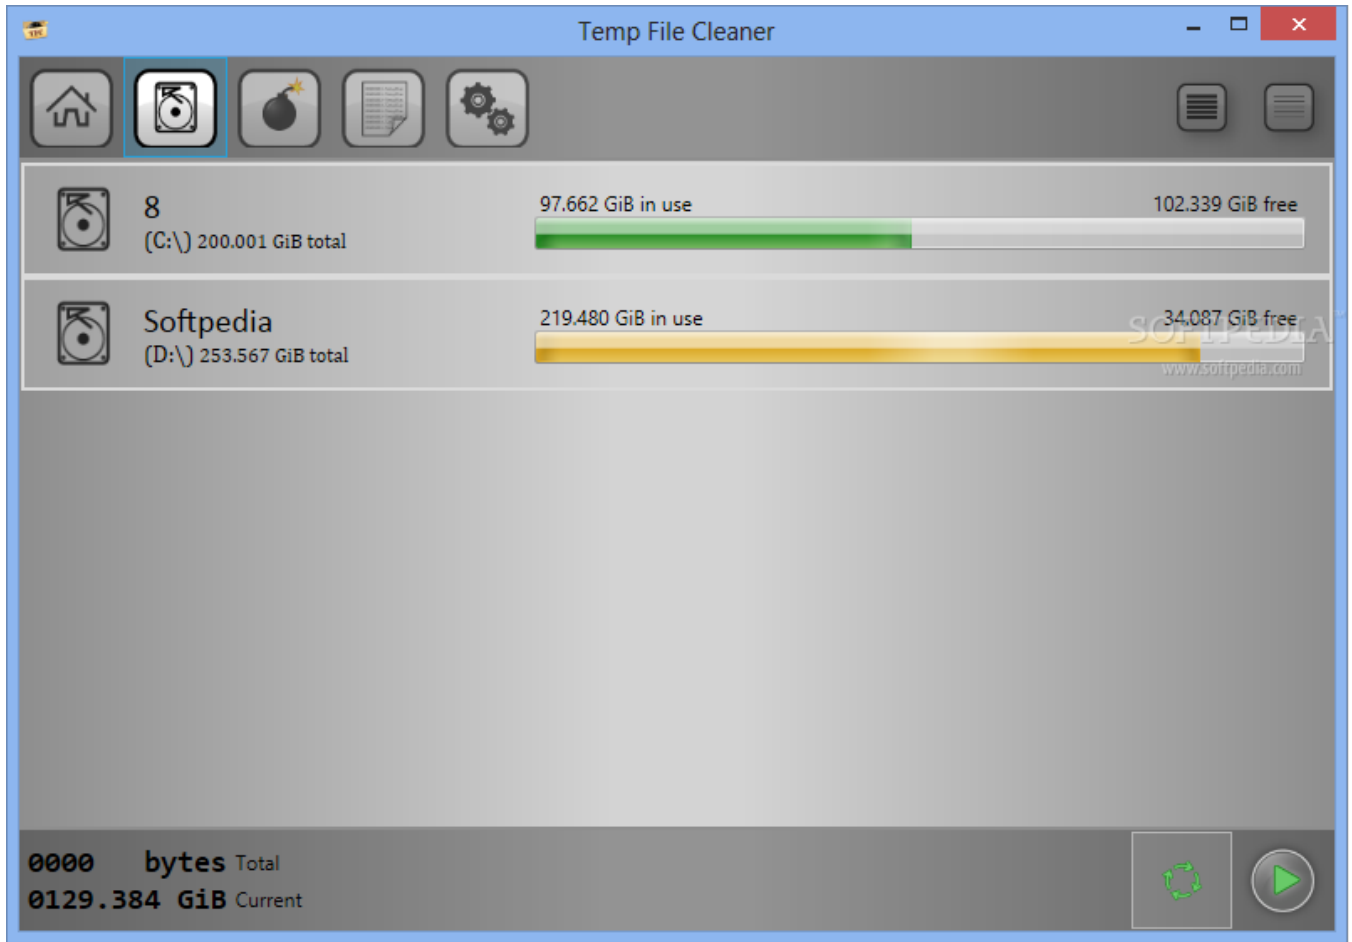 Temp File Cleaner
8
(C:\) 200.001 GiB total
97.662 GiB in use
102.339 GiB free
Softpedia
(D:\) 253.567 GiB total
219.480 GiB in use
34.087 GiB free
SOFTPEDIA
www.softpedia.com
0000 bytes Total
0129.384 GiB Current